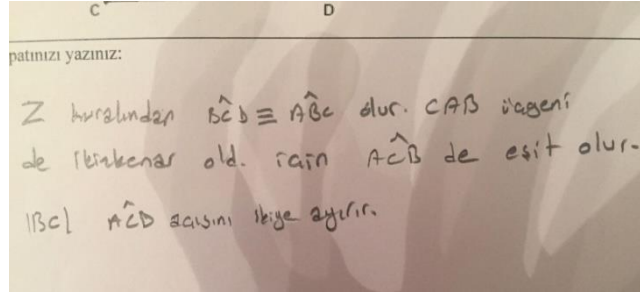 C D
patınızı yazınız:
Z kuralından BĈD ≡ AB̂C olur. CAB üçgeni
de ikizkenar old. için AĈB de eşit olur.
|BC| AĈD açısını ikiye ayırır.